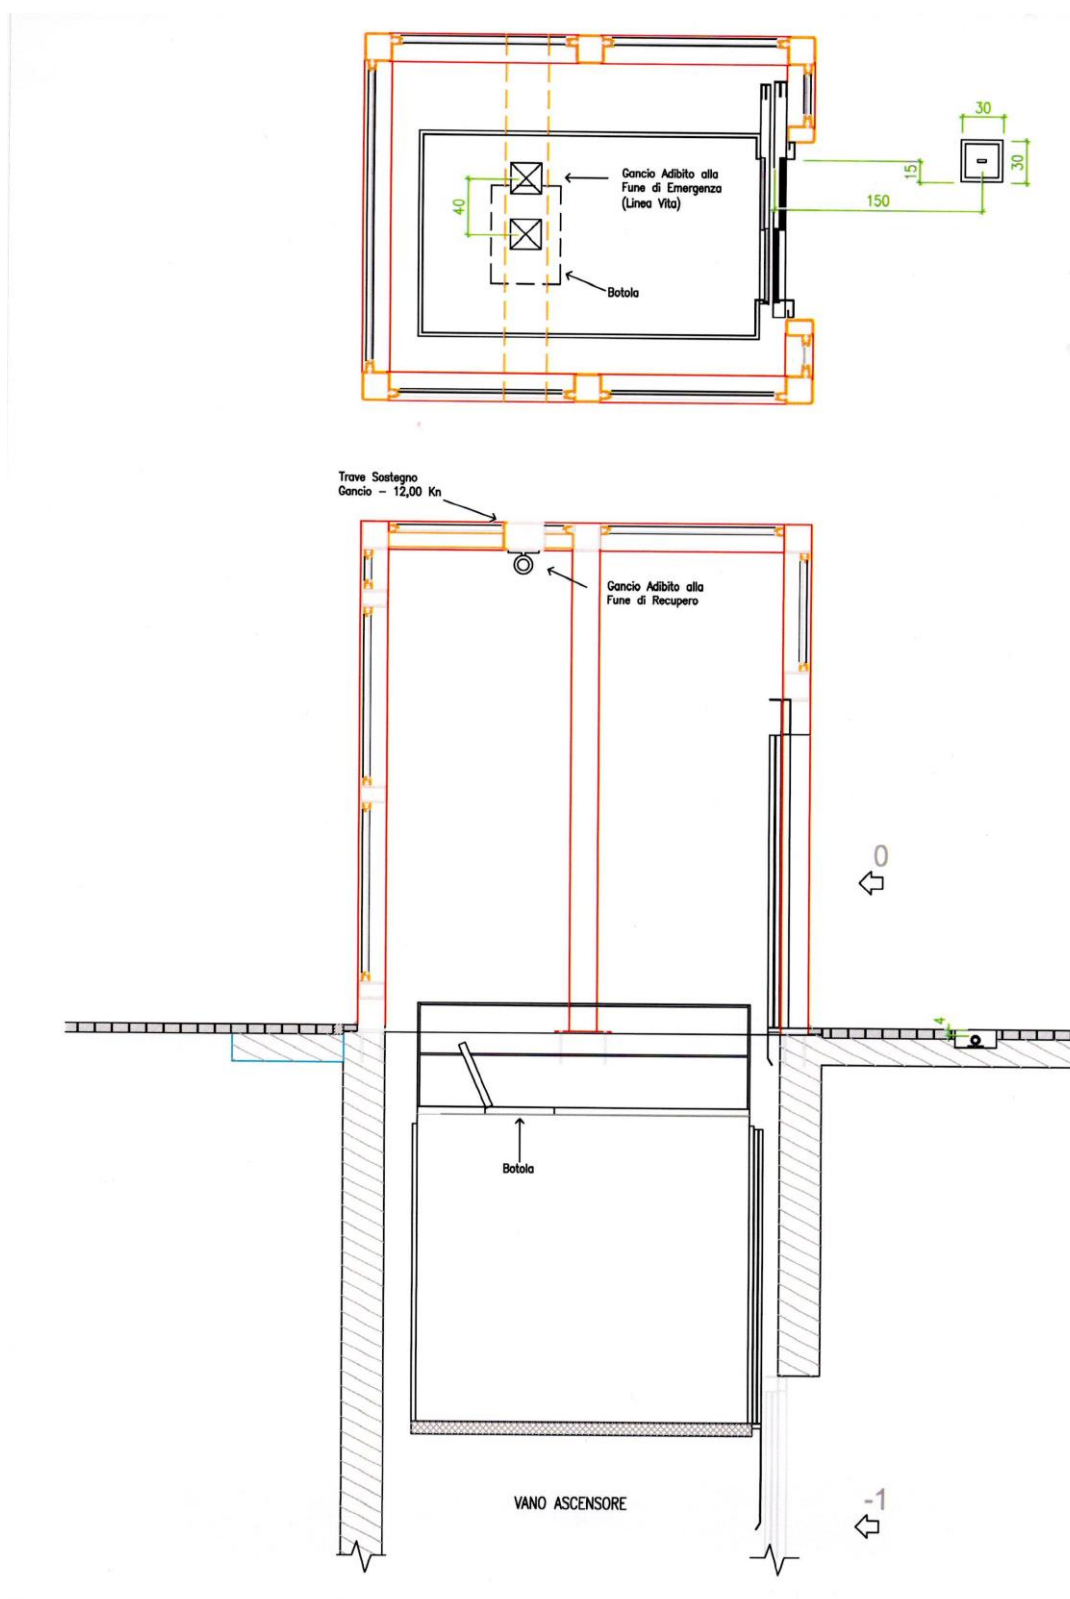 30
30
15
150
40
Gancio Adibito alla
Fune di Emergenza
(Linea Vita)
Botola
Trave Sostegno
Gancio – 12,00 Kn
Gancio Adibito alla
Fune di Recupero
0
4
Botola
VANO ASCENSORE
-1